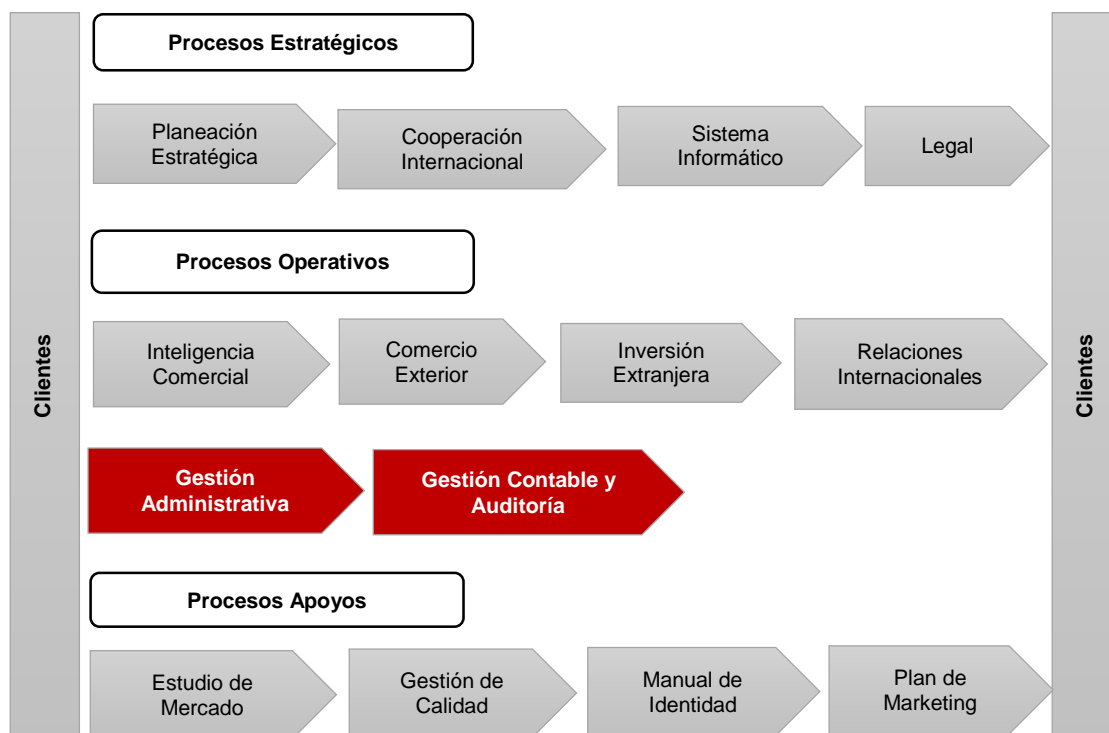 Procesos Estratégicos
Planeación
Estratégica
Cooperación
Internacional
Sistema
Informático
Legal
Clientes
Procesos Operativos
Inteligencia
Comercial
Comercio
Exterior
Inversión
Extranjera
Relaciones
Internacionales
Gestión
Administrativa
Gestión Contable y
Auditoría
Procesos Apoyos
Estudio de
Mercado
Gestión de
Calidad
Manual de
Identidad
Plan de
Marketing
Clientes